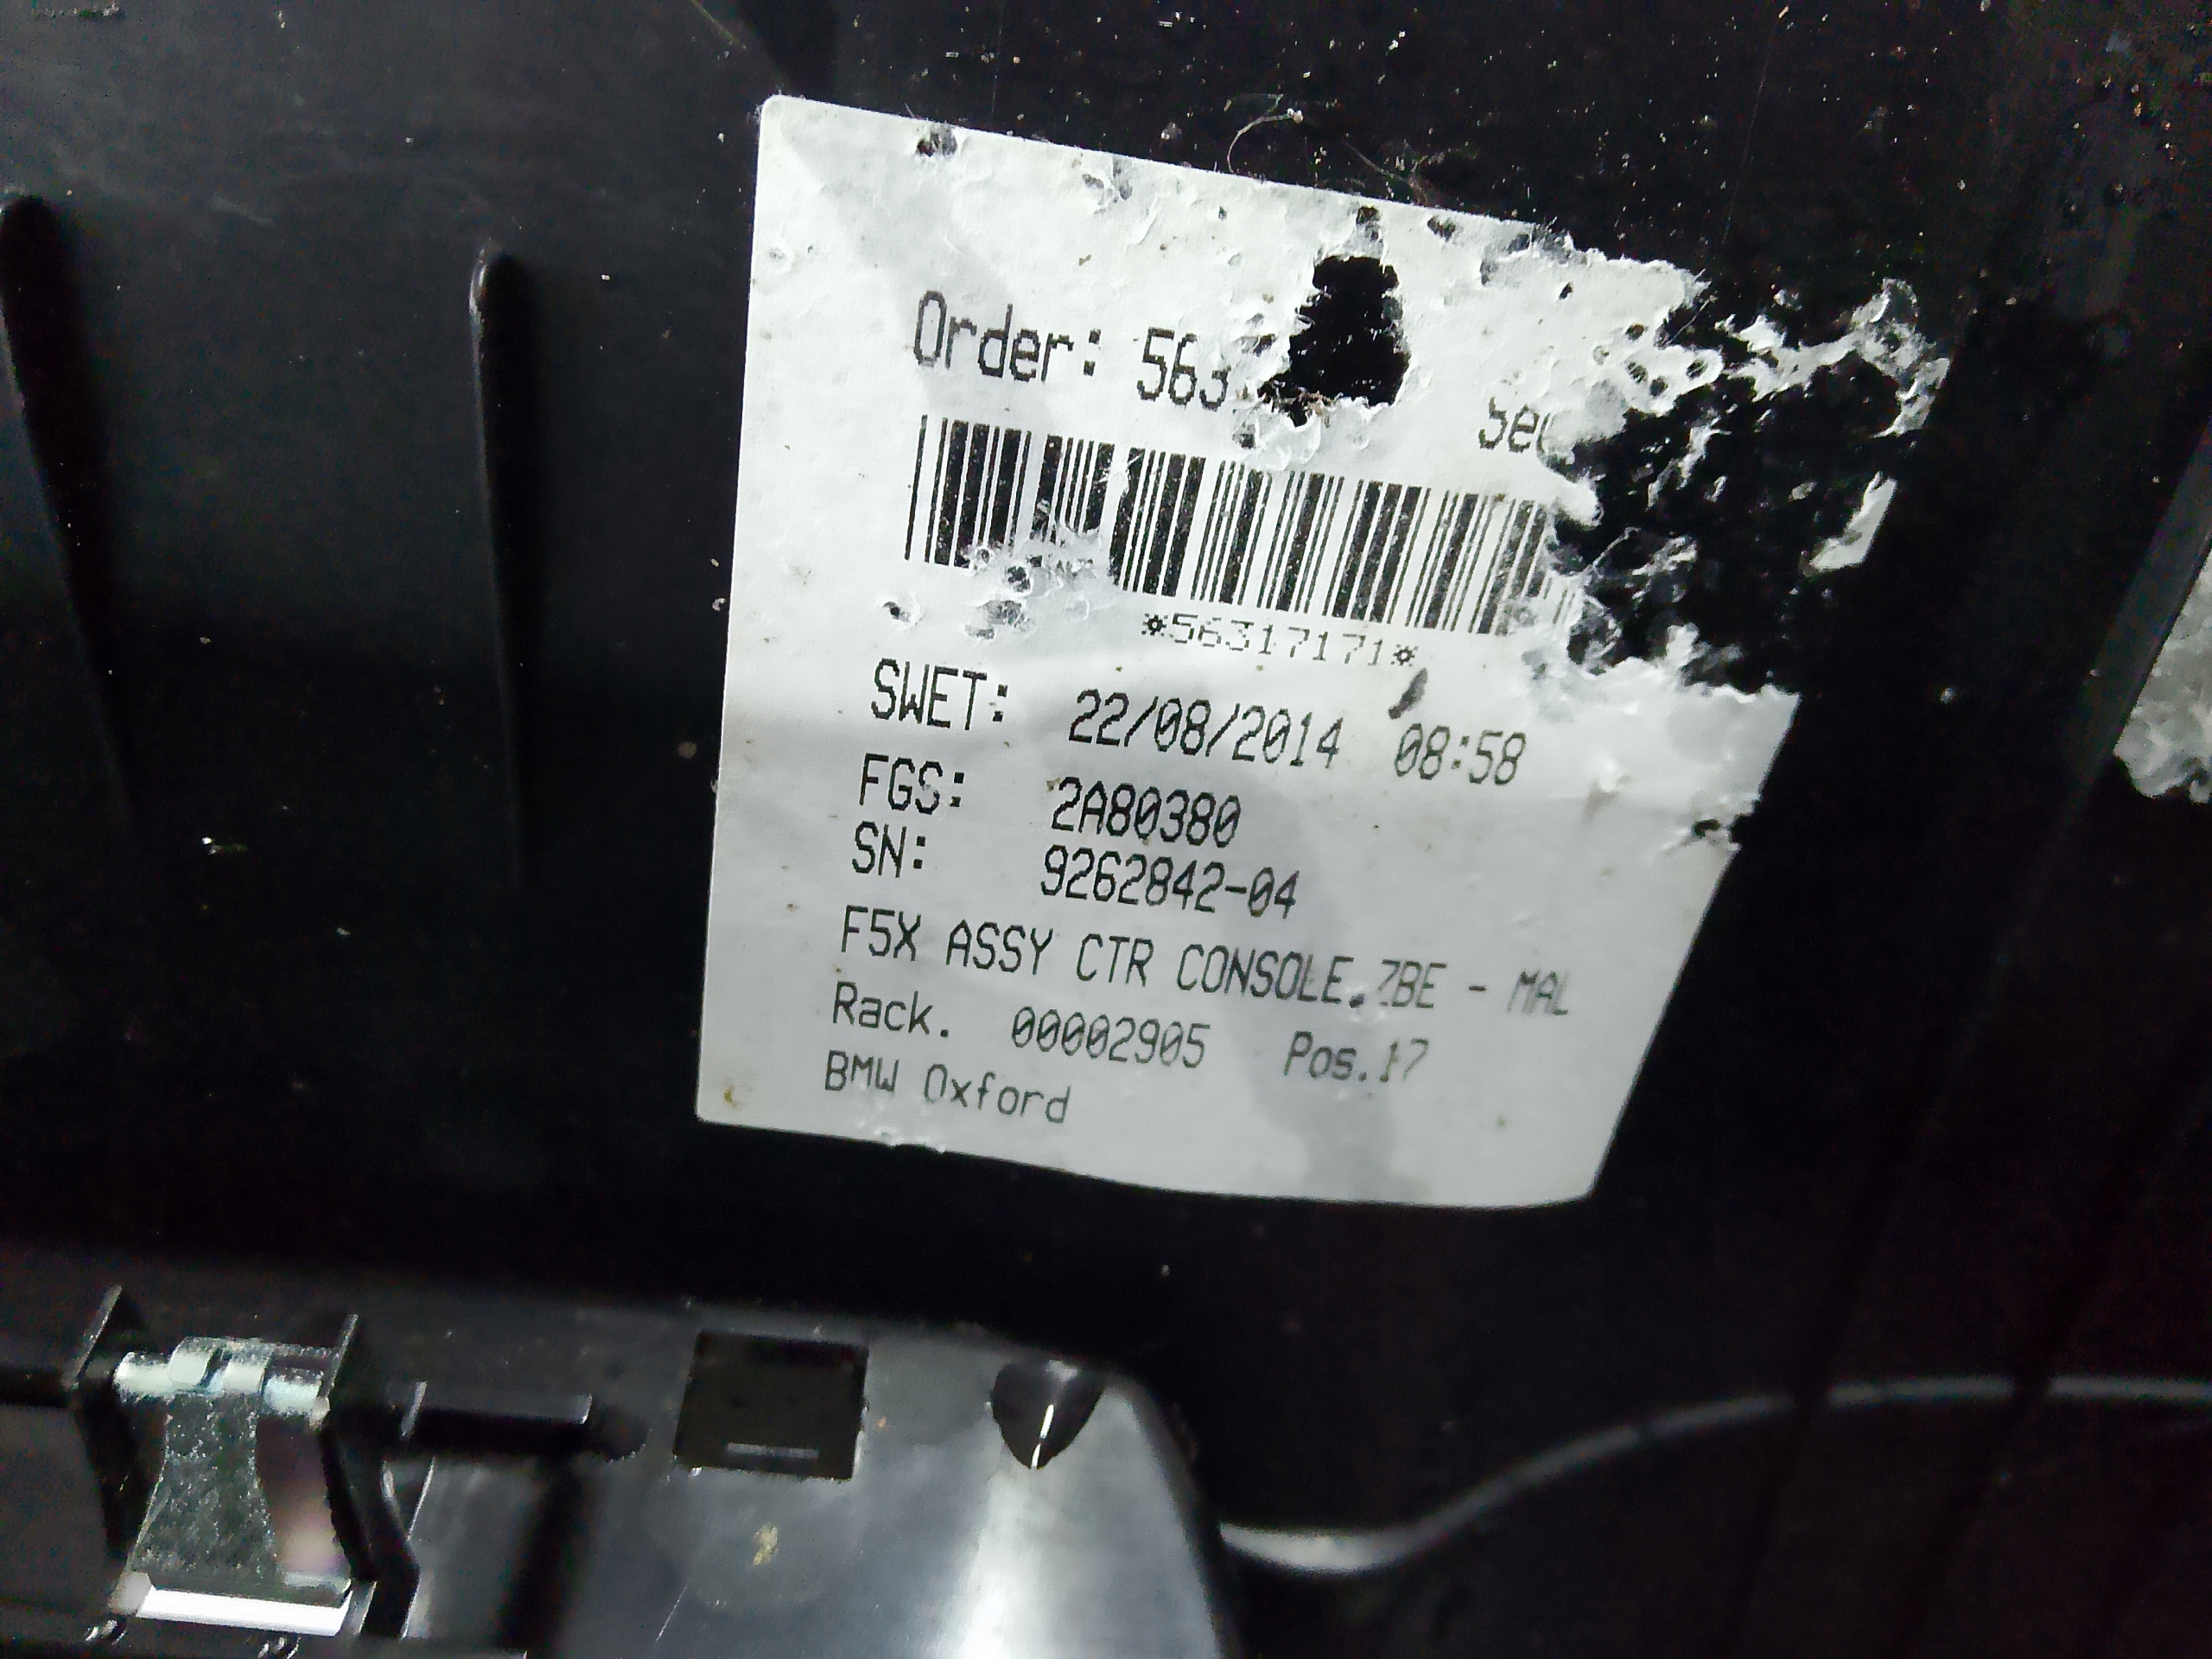 Order: 563
*56317171*
SWET: 22/08/2014 08:58
FGS: 2A80380
SN: 9262842-04
F5X ASSY CTR CONSOLE.ZBE - MAL
Rack. 00002905 Pos.17
BMW Oxford